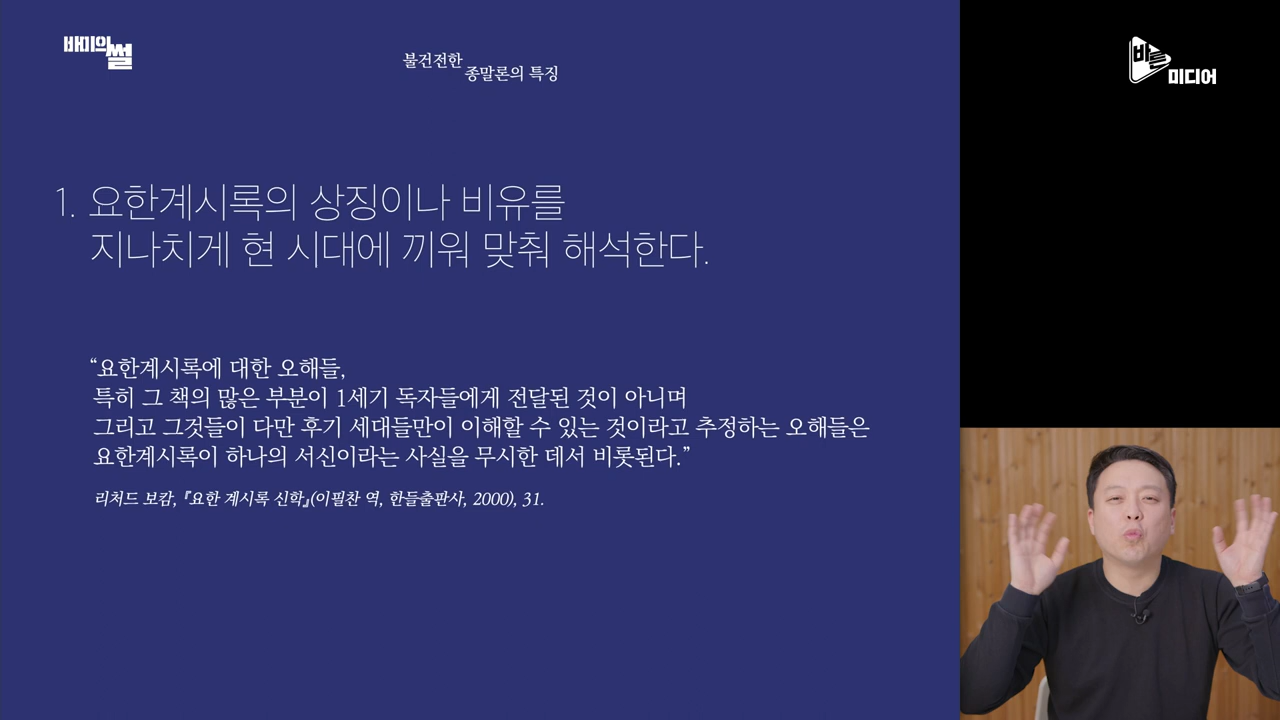 바미의썰
불건전한
종말론의 특징
바른
미디어
1. 요한계시록의 상징이나 비유를
지나치게 현 시대에 끼워 맞춰 해석한다.
“요한계시록에 대한 오해들,
특히 그 책의 많은 부분이 1세기 독자들에게 전달된 것이 아니며
그리고 그것들이 다만 후기 세대들만이 이해할 수 있는 것이라고 추정하는 오해들은
요한계시록이 하나의 서신이라는 사실을 무시한 데서 비롯된다.”
리처드 보캄, 『요한 계시록 신학』(이필찬 역, 한들출판사, 2000), 31.